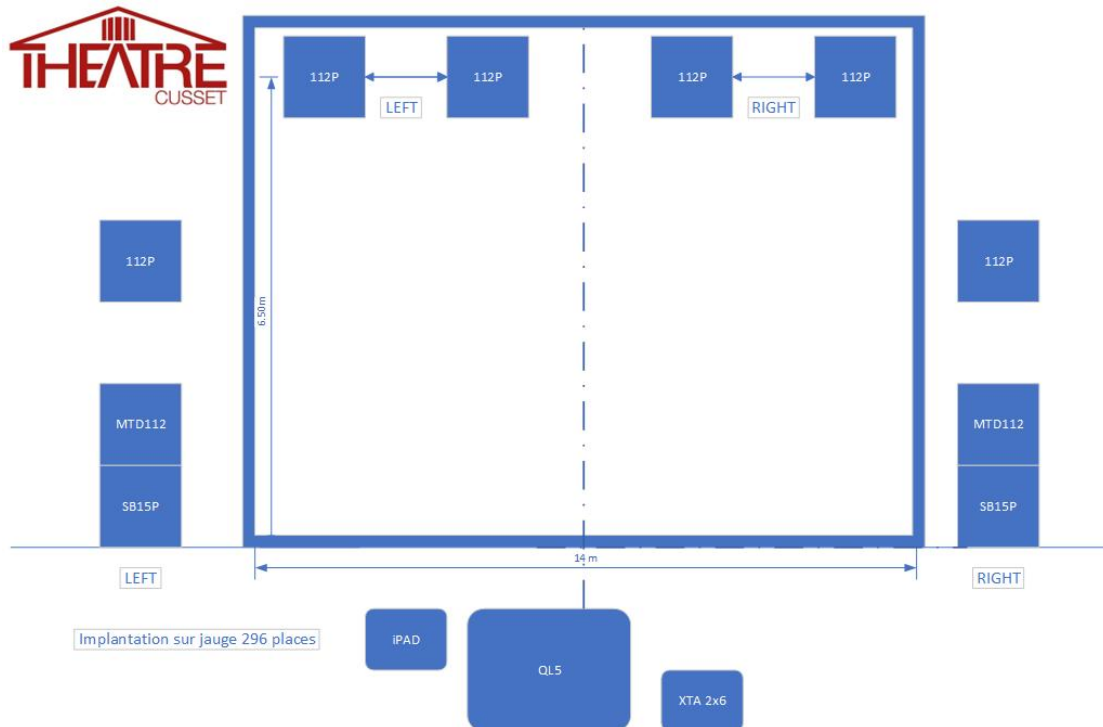 THEATRE
CUSSET
112P
112P
112P
112P
LEFT
RIGHT
112P
112P
6.50m
MTD112
MTD112
SB15P
SB15P
14 m
LEFT
RIGHT
Implantation sur jauge 296 places
iPAD
QL5
XTA 2x6